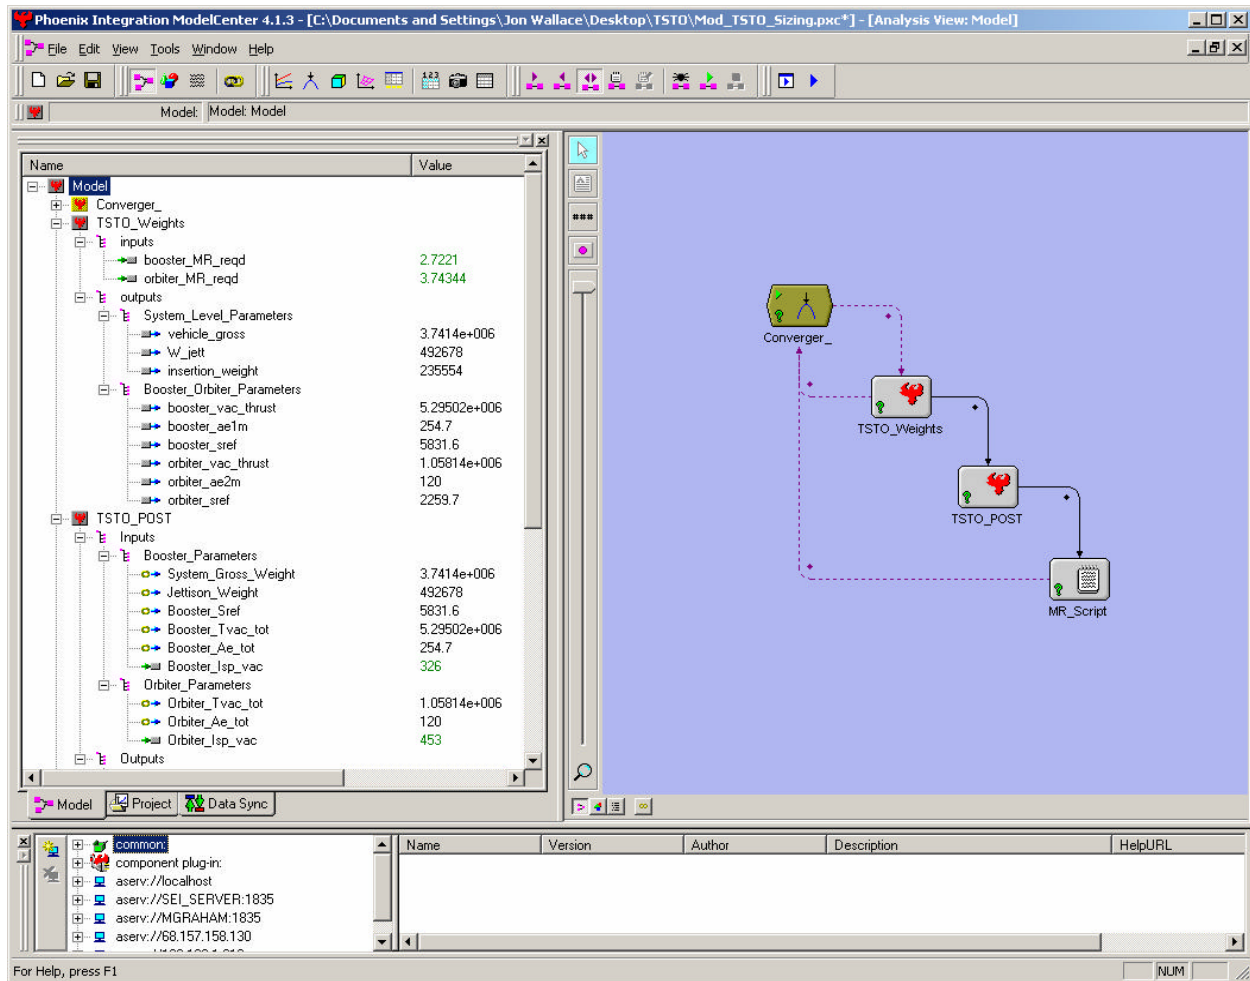 Phoenix Integration ModelCenter 4.1.3 - [C:\Documents and Settings\Jon Wallace\Desktop\TSTO\Mod_TSTO_Sizing.pxc*] - [Analysis View: Model]
File Edit View Tools Window Help
Model: Model: Model
Name Value
Model
Converger_
TSTO_Weights
inputs
booster_MR_reqd 2.7221
orbiter_MR_reqd 3.74344
outputs
System_Level_Parameters
vehicle_gross 3.7414e+006
W_jett 492678
insertion_weight 235554
Booster_Orbiter_Parameters
booster_vac_thrust 5.29502e+006
booster_ae1m 254.7
booster_sref 5831.6
orbiter_vac_thrust 1.05814e+006
orbiter_ae2m 120
orbiter_sref 2259.7
TSTO_POST
Inputs
Booster_Parameters
System_Gross_Weight 3.7414e+006
Jettison_Weight 492678
Booster_Sref 5831.6
Booster_Tvac_tot 5.29502e+006
Booster_Ae_tot 254.7
Booster_Isp_vac 326
Orbiter_Parameters
Orbiter_Tvac_tot 1.05814e+006
Orbiter_Ae_tot 120
Orbiter_Isp_vac 453
Outputs
Model Project Data Sync
Converger_
TSTO_Weights
TSTO_POST
MR_Script
common:
component plug-in:
aserv://localhost
aserv://SEI_SERVER:1835
aserv://MGRAHAM:1835
aserv://68.157.158.130
Name Version Author Description HelpURL
For Help, press F1
NUM